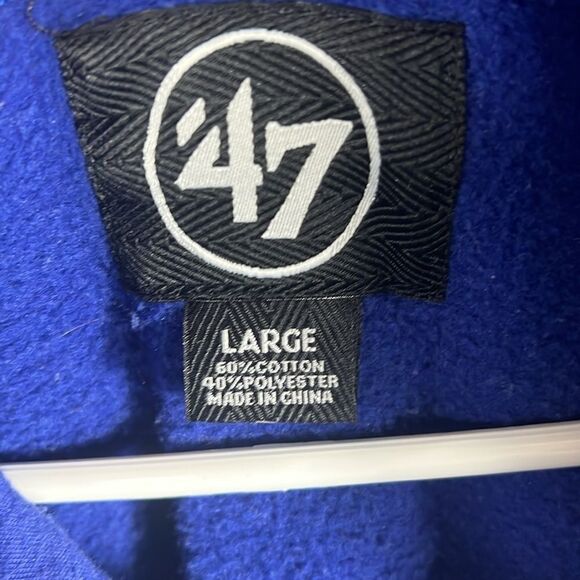 '47
LARGE
60%COTTON
40%POLYESTER
MADE IN CHINA